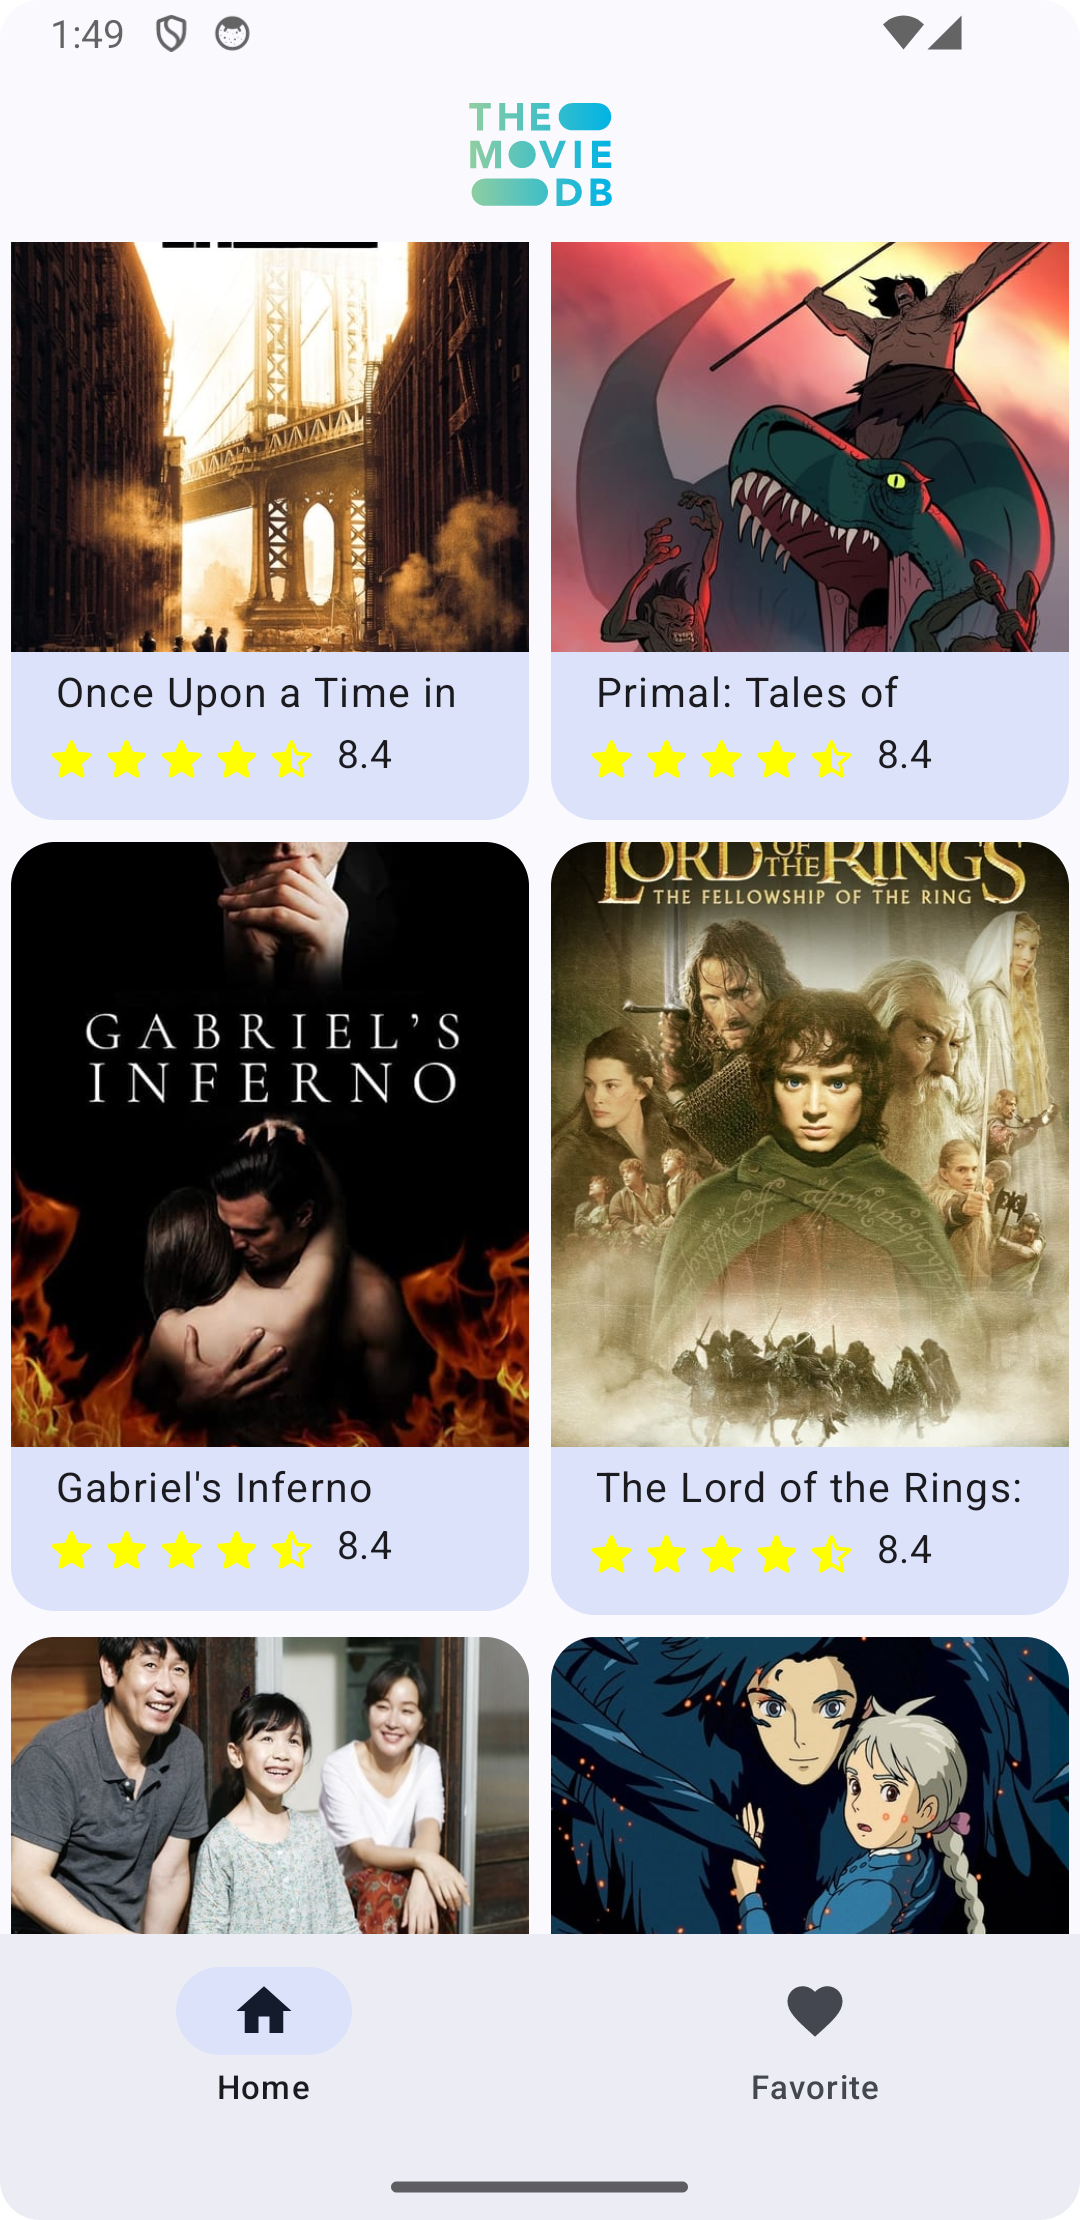 1:49
THE
MOVIE
DB
Once Upon a Time in
8.4
Primal: Tales of
8.4
GABRIEL'S
INFERNO
LORD OF THE RINGS
THE FELLOWSHIP OF THE RING
Gabriel's Inferno
8.4
The Lord of the Rings:
8.4
Home
Favorite